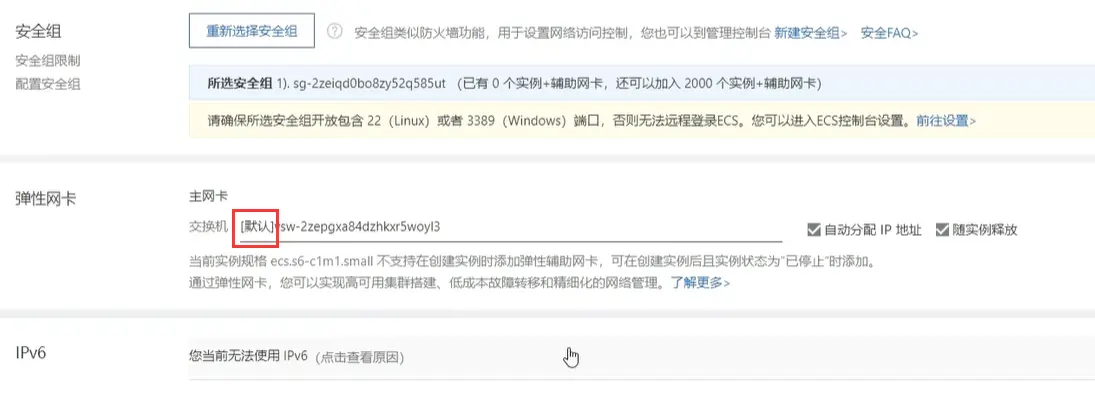 安全组
重新选择安全组 ? 安全组类似防火墙功能，用于设置网络访问控制，您也可以到管理控制台 新建安全组> 安全FAQ>
安全组限制
配置安全组
所选安全组 1). sg-2zeiqd0bo8zy52q585ut （已有 0 个实例+辅助网卡，还可以加入 2000 个实例+辅助网卡）
请确保所选安全组开放包含 22（Linux）或者 3389（Windows）端口，否则无法远程登录ECS。您可以进入ECS控制台设置。前往设置>
弹性网卡
主网卡
交换机 [默认]vsw-2zepgxa84dzhkxr5woyl3 自动分配 IP 地址 随实例释放
当前实例规格 ecs.s6-c1m1.small 不支持在创建实例时添加弹性辅助网卡，可在创建实例后且实例状态为"已停止"时添加。
通过弹性网卡，您可以实现高可用集群搭建、低成本故障转移和精细化的网络管理。了解更多>
IPv6
您当前无法使用 IPv6（点击查看原因）